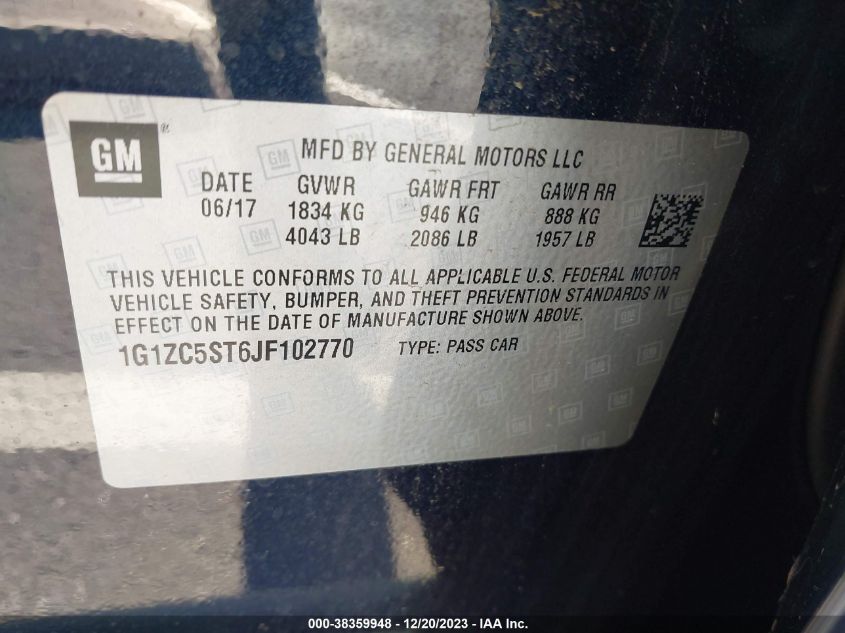 GM ®
MFD BY GENERAL MOTORS LLC
DATE GVWR GAWR FRT GAWR RR
06/17 1834 KG 946 KG 888 KG
4043 LB 2086 LB 1957 LB
THIS VEHICLE CONFORMS TO ALL APPLICABLE U.S. FEDERAL MOTOR
VEHICLE SAFETY, BUMPER, AND THEFT PREVENTION STANDARDS IN
EFFECT ON THE DATE OF MANUFACTURE SHOWN ABOVE.
1G1ZC5ST6JF102770 TYPE: PASS CAR
000-38359948 - 12/20/2023 - IAA Inc.